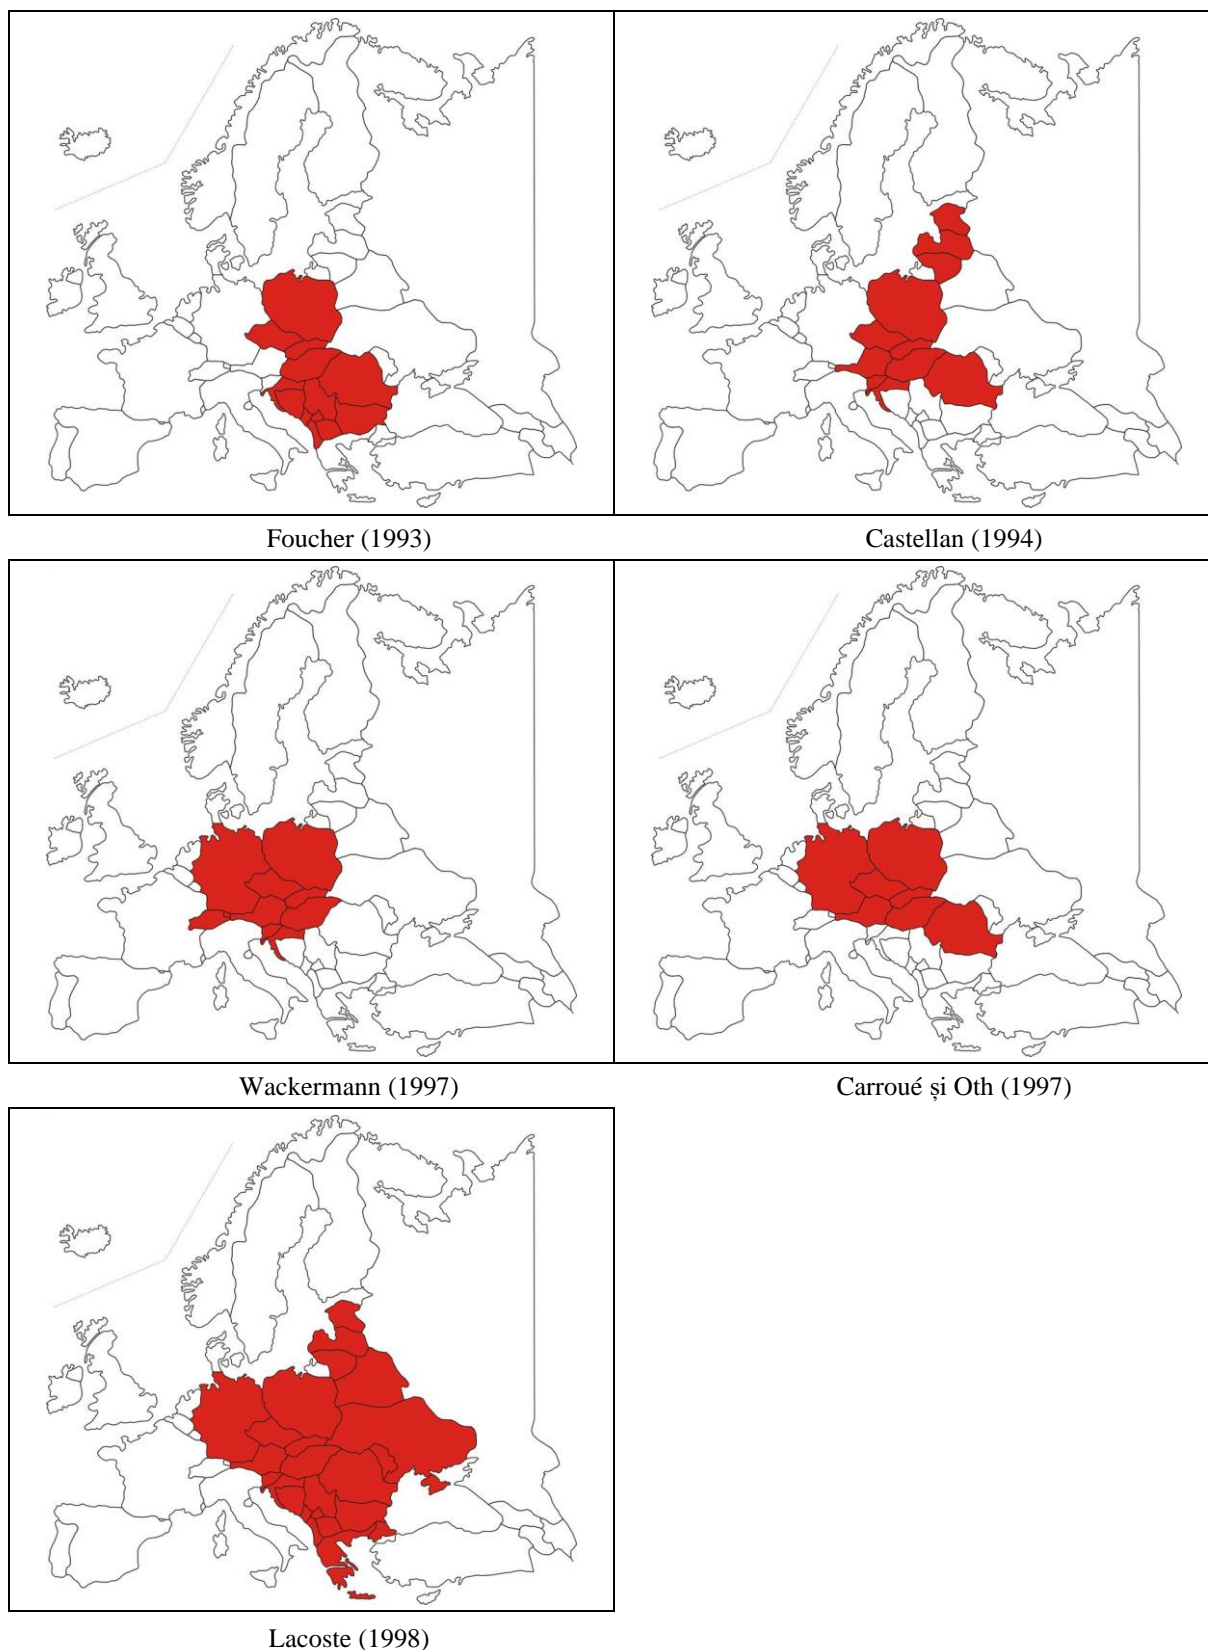 Foucher (1993)
Castellan (1994)
Wackermann (1997)
Carroué și Oth (1997)
Lacoste (1998)